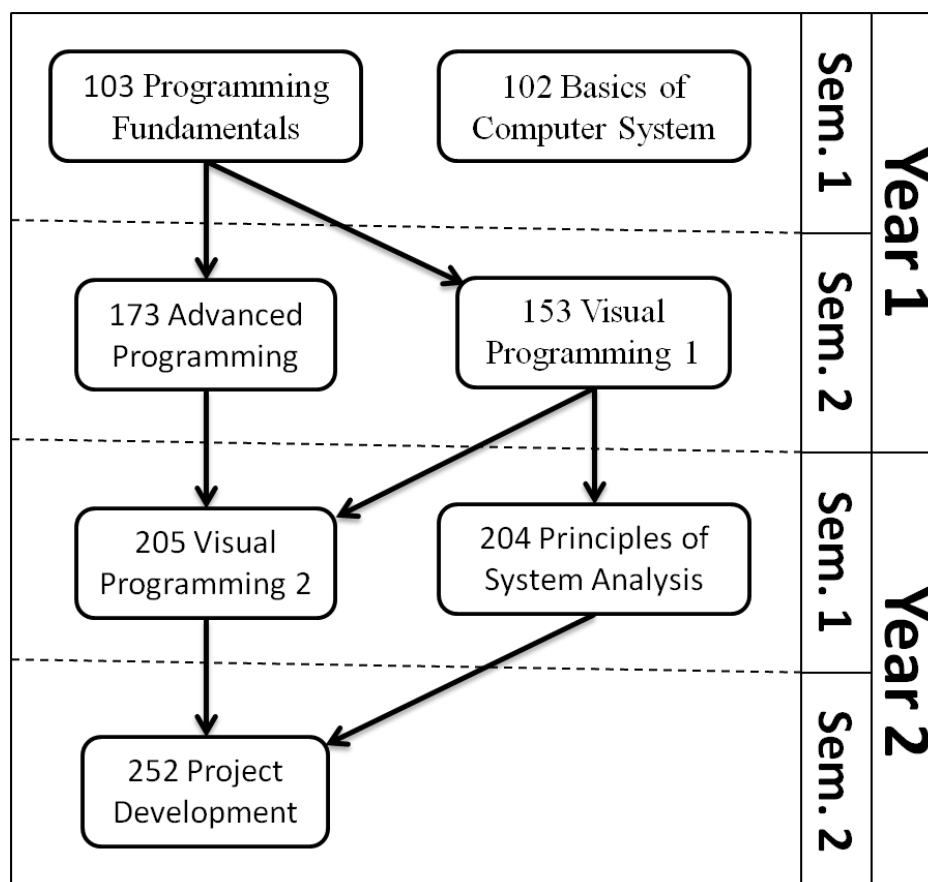 103 Programming
Fundamentals
102 Basics of
Computer System
Sem. 1
Year 1
173 Advanced
Programming
153 Visual
Programming 1
Sem. 2
205 Visual
Programming 2
204 Principles of
System Analysis
Sem. 1
Year 2
252 Project
Development
Sem. 2